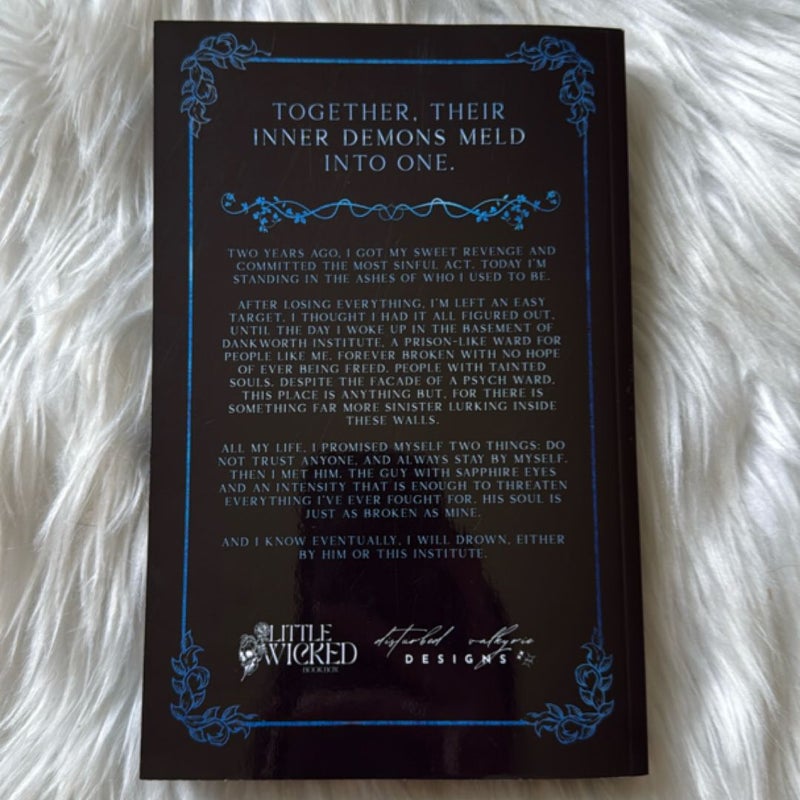 TOGETHER, THEIR
INNER DEMONS MELD
INTO ONE.
TWO YEARS AGO, I GOT MY SWEET REVENGE AND
COMMITTED THE MOST SINFUL ACT. TODAY I'M
STANDING IN THE ASHES OF WHO I USED TO BE.
AFTER LOSING EVERYTHING, I'M LEFT AN EASY
TARGET. I THOUGHT I HAD IT ALL FIGURED OUT,
UNTIL THE DAY I WOKE UP IN THE BASEMENT OF
DANKWORTH INSTITUTE, A PRISON-LIKE WARD FOR
PEOPLE LIKE ME. FOREVER BROKEN WITH NO HOPE
OF EVER BEING FREED. PEOPLE WITH TAINTED
SOULS. DESPITE THE FACADE OF A PSYCH WARD,
THIS PLACE IS ANYTHING BUT, FOR THERE IS
SOMETHING FAR MORE SINISTER LURKING INSIDE
THESE WALLS.
ALL MY LIFE, I PROMISED MYSELF TWO THINGS: DO
NOT TRUST ANYONE, AND ALWAYS STAY BY MYSELF.
THEN I MET HIM. THE GUY WITH SAPPHIRE EYES
AND AN INTENSITY THAT IS ENOUGH TO THREATEN
EVERYTHING I'VE EVER FOUGHT FOR. HIS SOUL IS
JUST AS BROKEN AS MINE.
AND I KNOW EVENTUALLY, I WILL DROWN, EITHER
BY HIM OR THIS INSTITUTE.
LITTLE
WICKED
BOOK BOX
disturbed valkyrie
DESIGNS